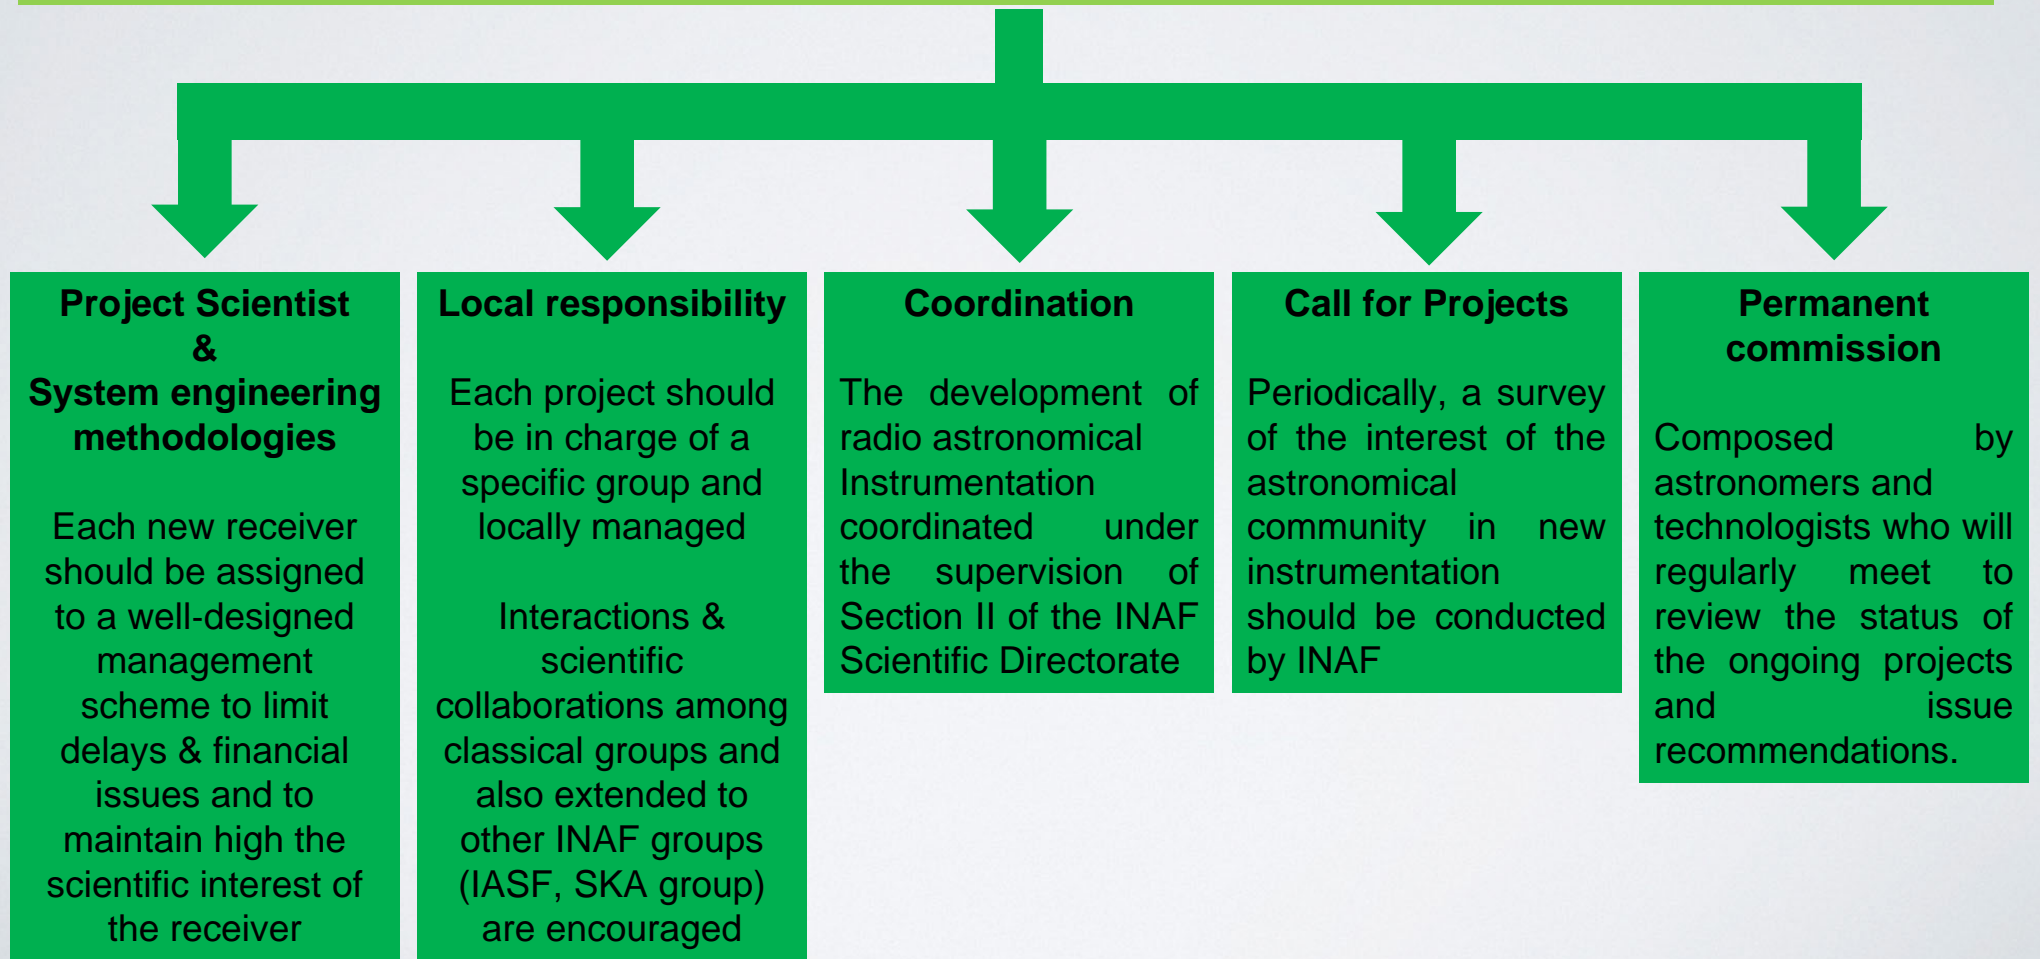 Project Scientist
&
System engineering
methodologies
Each new receiver
should be assigned
to a well-designed
management
scheme to limit
delays & financial
issues and to
maintain high the
scientific interest of
the receiver
Local responsibility
Each project should
be in charge of a
specific group and
locally managed
Interactions &
scientific
collaborations among
classical groups and
also extended to
other INAF groups
(IASF, SKA group)
are encouraged
Coordination
The development of
radio astronomical
Instrumentation
coordinated under
the supervision of
Section II of the INAF
Scientific Directorate
Call for Projects
Periodically, a survey
of the interest of the
astronomical
community in new
instrumentation
should be conducted
by INAF
Permanent
commission
Composed by
astronomers and
technologists who will
regularly meet to
review the status of
the ongoing projects
and issue
recommendations.